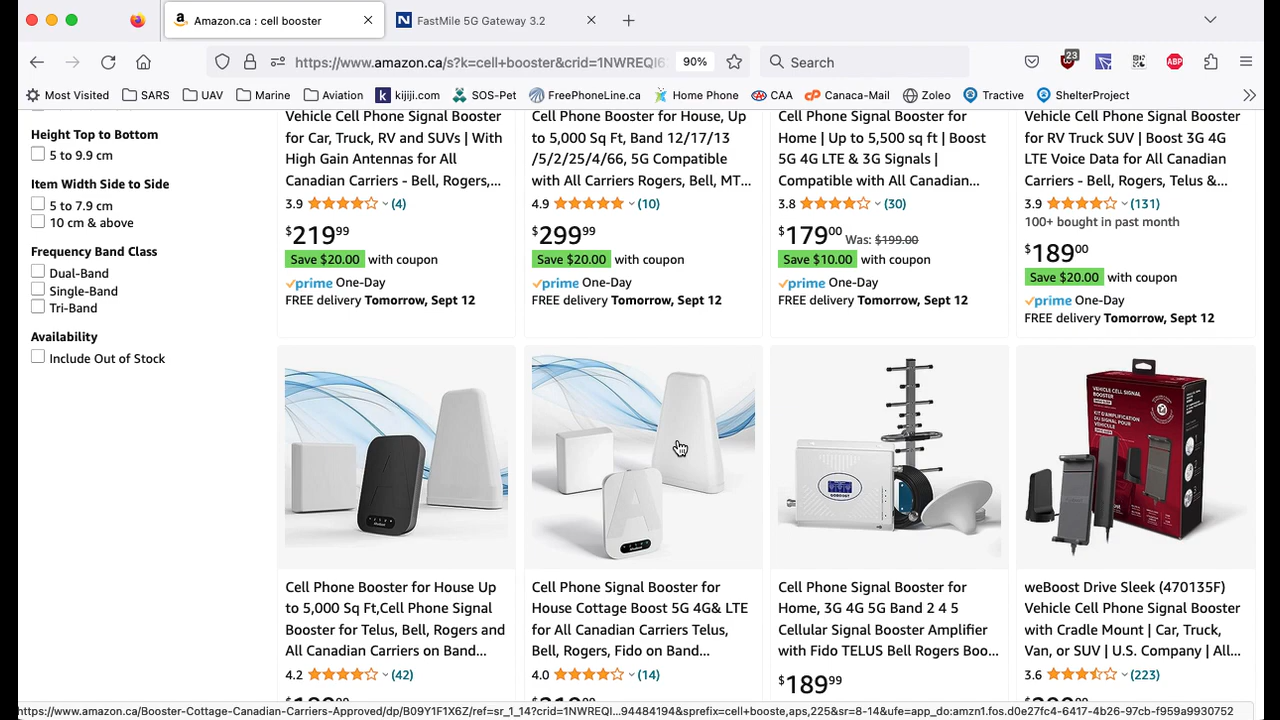 Amazon.ca : cell booster
FastMile 5G Gateway 3.2
https://www.amazon.ca/s?k=cell+booster&crid=1NWREQI6
90%
Search
23
ABP
Most Visited
SARS
UAV
Marine
Aviation
kijiji.com
SOS-Pet
FreePhoneLine.ca
Home Phone
CAA
Canaca-Mail
Zoleo
Tractive
ShelterProject
Height Top to Bottom
5 to 9.9 cm
Item Width Side to Side
5 to 7.9 cm
10 cm & above
Frequency Band Class
Dual-Band
Single-Band
Tri-Band
Availability
Include Out of Stock
Vehicle Cell Phone Signal Booster
for Car, Truck, RV and SUVs | With
High Gain Antennas for All
Canadian Carriers - Bell, Rogers,...
3.9 (4)
$219 99
Save $20.00 with coupon
prime One-Day
FREE delivery Tomorrow, Sept 12
Cell Phone Booster for House, Up
to 5,000 Sq Ft, Band 12/17/13
/5/2/25/4/66, 5G Compatible
with All Carriers Rogers, Bell, MT...
4.9 (10)
$299 99
Save $20.00 with coupon
prime One-Day
FREE delivery Tomorrow, Sept 12
Cell Phone Signal Booster for
Home | Up to 5,500 sq ft | Boost
5G 4G LTE & 3G Signals |
Compatible with All Canadian...
3.8 (30)
$179 00 Was: $199.00
Save $10.00 with coupon
prime One-Day
FREE delivery Tomorrow, Sept 12
Vehicle Cell Phone Signal Booster
for RV Truck SUV | Boost 3G 4G
LTE Voice Data for All Canadian
Carriers - Bell, Rogers, Telus &...
3.9 (131)
100+ bought in past month
$189 00
Save $20.00 with coupon
prime One-Day
FREE delivery Tomorrow, Sept 12
VEHICLE CELL SIGNAL
BOOSTER
Cell Phone Booster for House Up
to 5,000 Sq Ft,Cell Phone Signal
Booster for Telus, Bell, Rogers and
All Canadian Carriers on Band...
4.2 (42)
Cell Phone Signal Booster for
House Cottage Boost 5G 4G& LTE
for All Canadian Carriers Telus,
Bell, Rogers, Fido on Band...
4.0 (14)
Cell Phone Signal Booster for
Home, 3G 4G 5G Band 2 4 5
Cellular Signal Booster Amplifier
with Fido TELUS Bell Rogers Boo...
$189 99
weBoost Drive Sleek (470135F)
Vehicle Cell Phone Signal Booster
with Cradle Mount | Car, Truck,
Van, or SUV | U.S. Company | All...
3.6 (223)
https://www.amazon.ca/Booster-Cottage-Canadian-Carriers-Approved/dp/B09Y1F1X6Z/ref=sr_1_14?crid=1NWREQI...94484194&sprefix=cell+booste,aps,225&sr=8-14&ufe=app_do:amzn1.fos.d0e27fc4-6417-4b26-97cb-f959a9930752